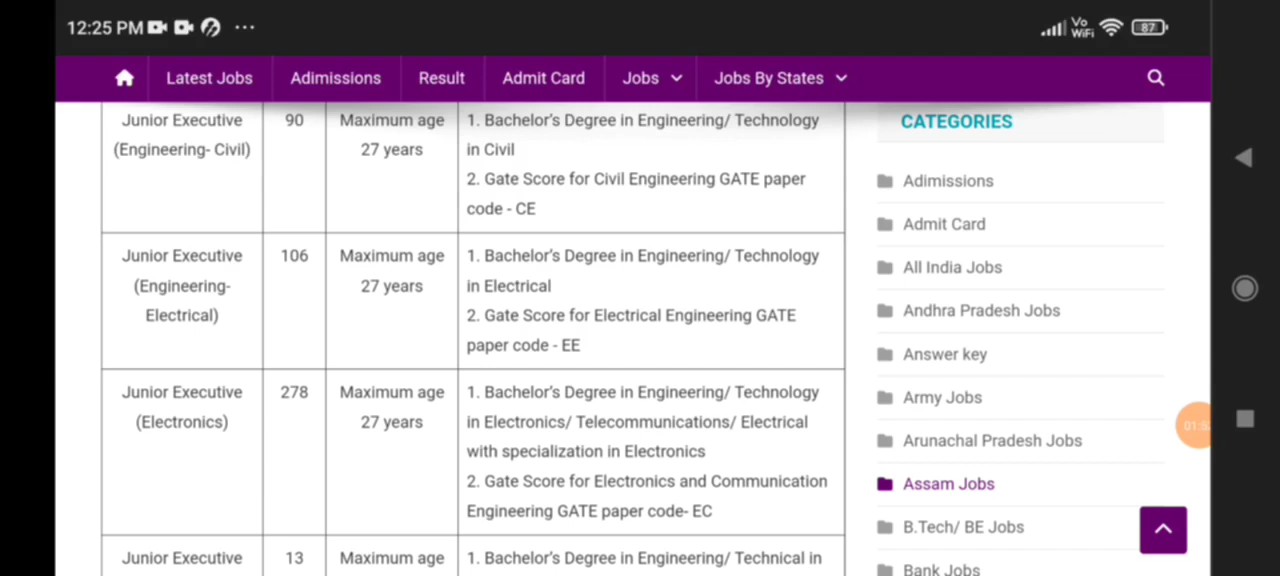 12:25 PM
Vo WiFi
87
Latest Jobs
Adimissions
Result
Admit Card
Jobs
Jobs By States
Junior Executive
(Engineering- Civil)
90
Maximum age
27 years
1. Bachelor's Degree in Engineering/ Technology
in Civil
2. Gate Score for Civil Engineering GATE paper
code - CE
Junior Executive
(Engineering-
Electrical)
106
Maximum age
27 years
1. Bachelor's Degree in Engineering/ Technology
in Electrical
2. Gate Score for Electrical Engineering GATE
paper code - EE
Junior Executive
(Electronics)
278
Maximum age
27 years
1. Bachelor's Degree in Engineering/ Technology
in Electronics/ Telecommunications/ Electrical
with specialization in Electronics
2. Gate Score for Electronics and Communication
Engineering GATE paper code- EC
Junior Executive
13
Maximum age
1. Bachelor's Degree in Engineering/ Technical in
CATEGORIES
Adimissions
Admit Card
All India Jobs
Andhra Pradesh Jobs
Answer key
Army Jobs
Arunachal Pradesh Jobs
Assam Jobs
B.Tech/ BE Jobs
Bank Jobs